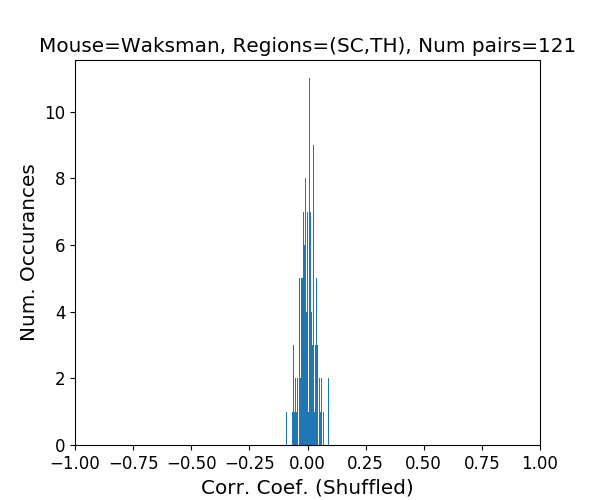 Mouse=Waksman, Regions=(SC,TH), Num pairs=121
10
8
6
4
2
0
Num. Occurances
−1.00 −0.75 −0.50 −0.25 0.00 0.25 0.50 0.75 1.00
Corr. Coef. (Shuffled)